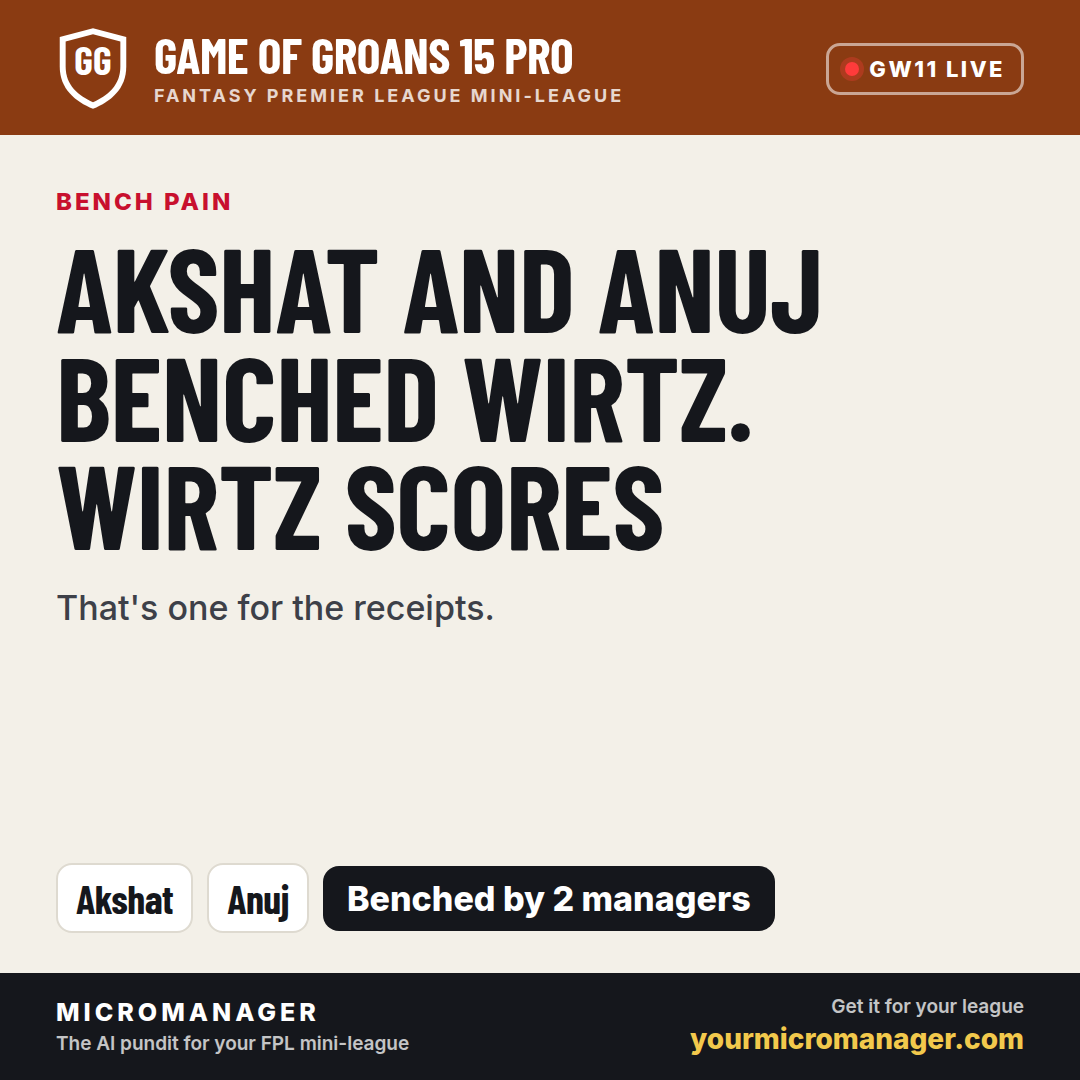 GG
GAME OF GROANS 15 PRO
FANTASY PREMIER LEAGUE MINI-LEAGUE
GW11 LIVE
BENCH PAIN
AKSHAT AND ANUJ
BENCHED WIRTZ.
WIRTZ SCORES
That's one for the receipts.
Akshat
Anuj
Benched by 2 managers
MICROMANAGER
The AI pundit for your FPL mini-league
Get it for your league
yourmicromanager.com